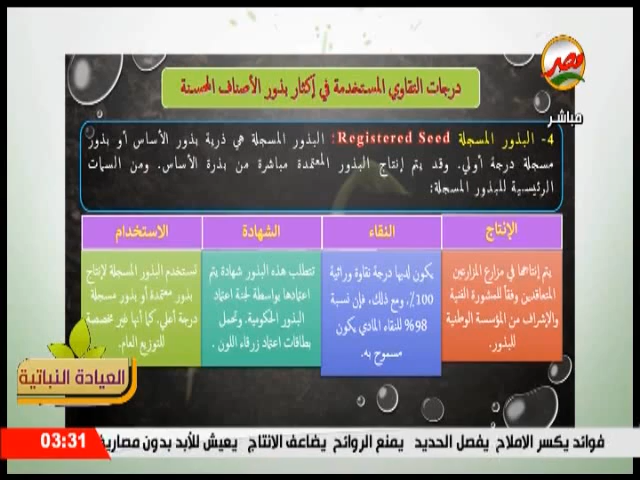 مصر
مباشر
درجات التقاوي المستخدمة في إكثار بذور الأصناف المحسنة
4- البذور المسجلة Registered Seed: البذور المسجلة هي ذرية بذور الأساس أو بذور
مسجلة درجة أولي. وقد يتم إنتاج البذور المعتمدة مباشرة من بذرة الأساس. ومن السمات
الرئيسية للبذور المسجلة:
الإنتاج
يتم إنتاجها في مزارع المزارعين
المتعاقدين وفقاً للمشورة الفنية
والإشراف من المؤسسة الوطنية
للبذور.
النقاء
يكون لديها درجة نقاوة وراثية
100٪. ومع ذلك، فإن نسبة
98% للنقاء المادي يكون
مسموح به.
الشهادة
تتطلب هذه البذور شهادة يتم
اعتمادها بواسطة لجنة اعتماد
البذور الحكومية. وتحمل
بطاقات اعتماد زرقاء اللون .
الاستخدام
تستخدم البذور المسجلة لإنتاج
بذور معتمدة أو بذور مسجلة
درجة أعلي. كما أنها غير مخصصة
للتوزيع العام.
العيادة النباتية
فوائد يكسر الاملاح يفصل الحديد يمنع الروائح يضاعف الانتاج يعيش للأبد بدون مصاريف
03:31